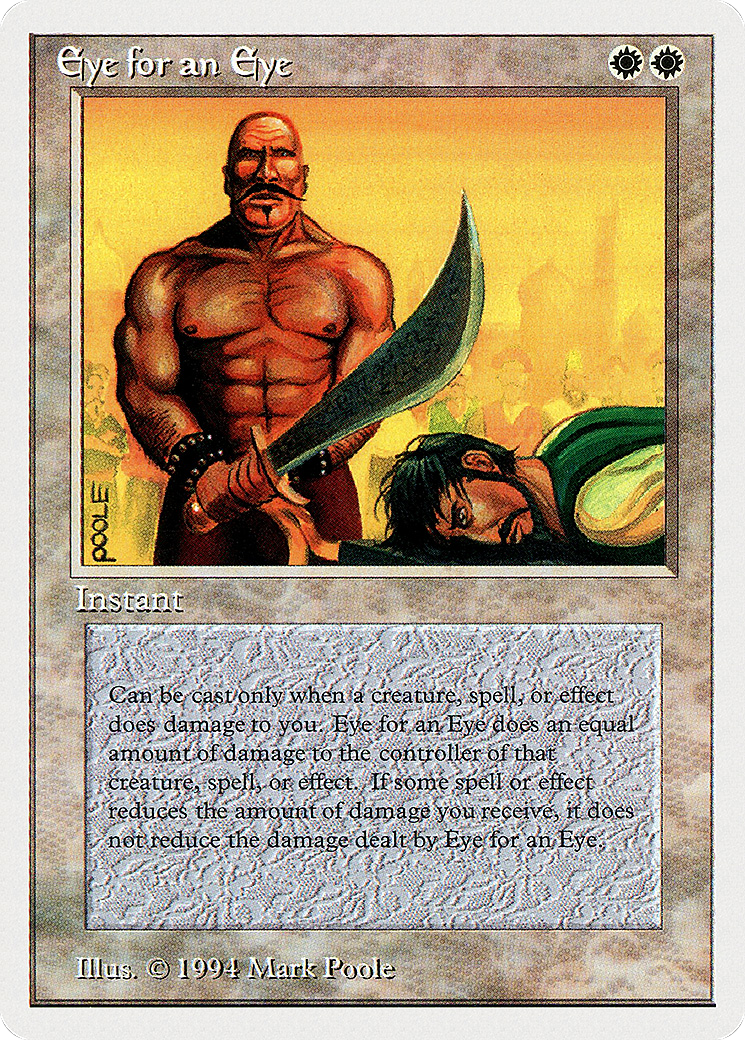 Eye for an Eye
POOLE
Instant
Can be cast only when a creature, spell, or effect
does damage to you. Eye for an Eye does an equal
amount of damage to the controller of that
creature, spell, or effect. If some spell or effect
reduces the amount of damage you receive, it does
not reduce the damage dealt by Eye for an Eye.
Illus. © 1994 Mark Poole